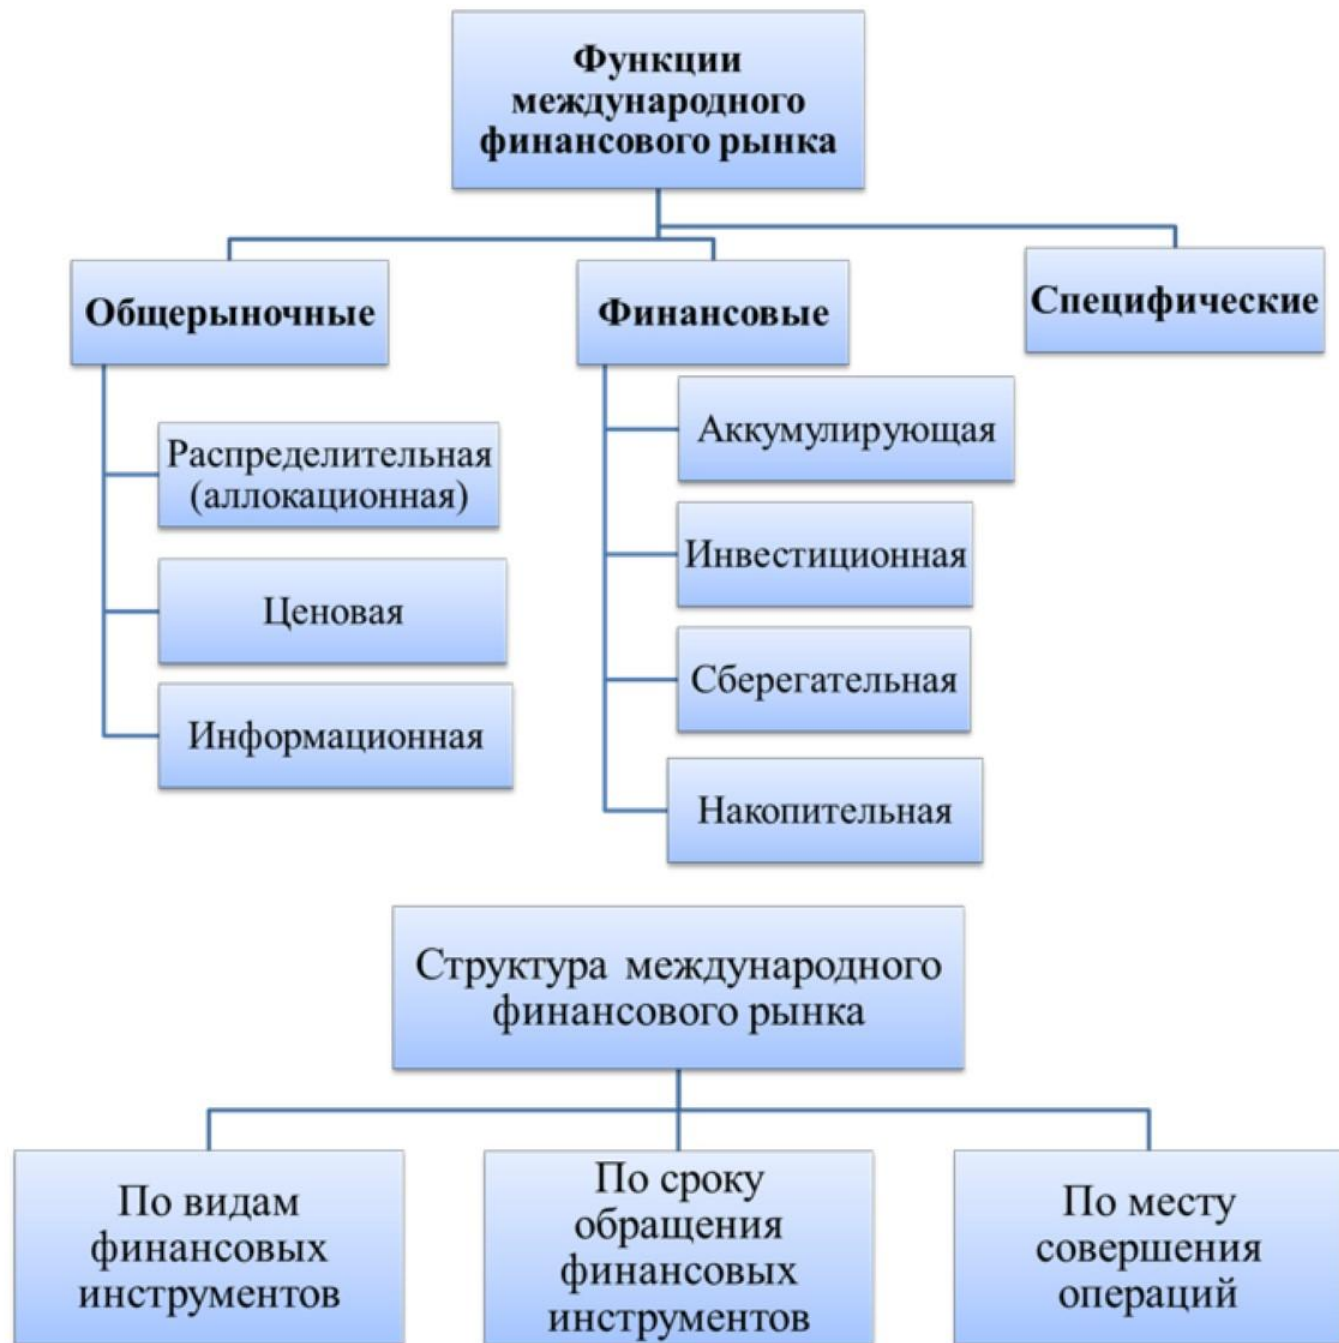 Функции
международного
финансового рынка
Общерыночные
Финансовые
Специфические
Распределительная
(аллокационная)
Ценовая
Информационная
Аккумулирующая
Инвестиционная
Сберегательная
Накопительная
Структура международного
финансового рынка
По видам
финансовых
инструментов
По сроку
обращения
финансовых
инструментов
По месту
совершения
операций